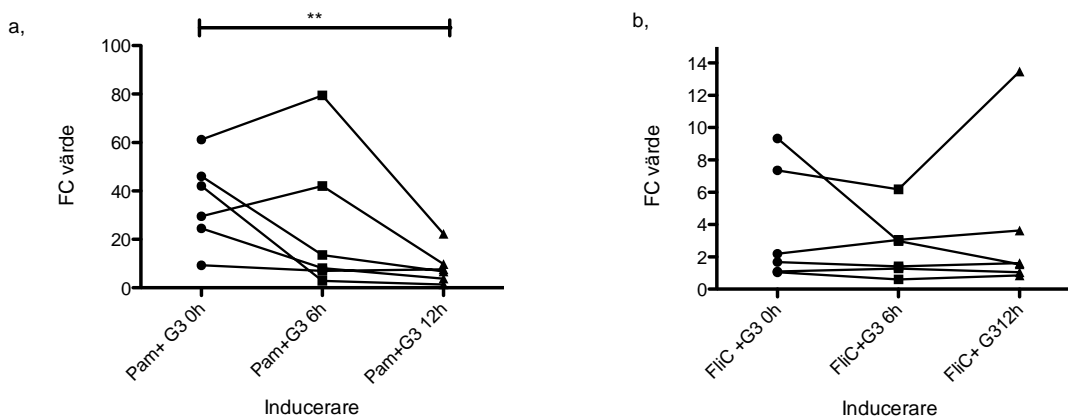 a,
**
100
80
60
40
20
0
FC värde
Pam+ G3 0h
Pam+G3 6h
Pam+G3 12h
Inducerare
b,
14
12
10
8
6
4
2
0
FC värde
FliC +G3 0h
FliC+G3 6h
FliC+ G312h
Inducerare